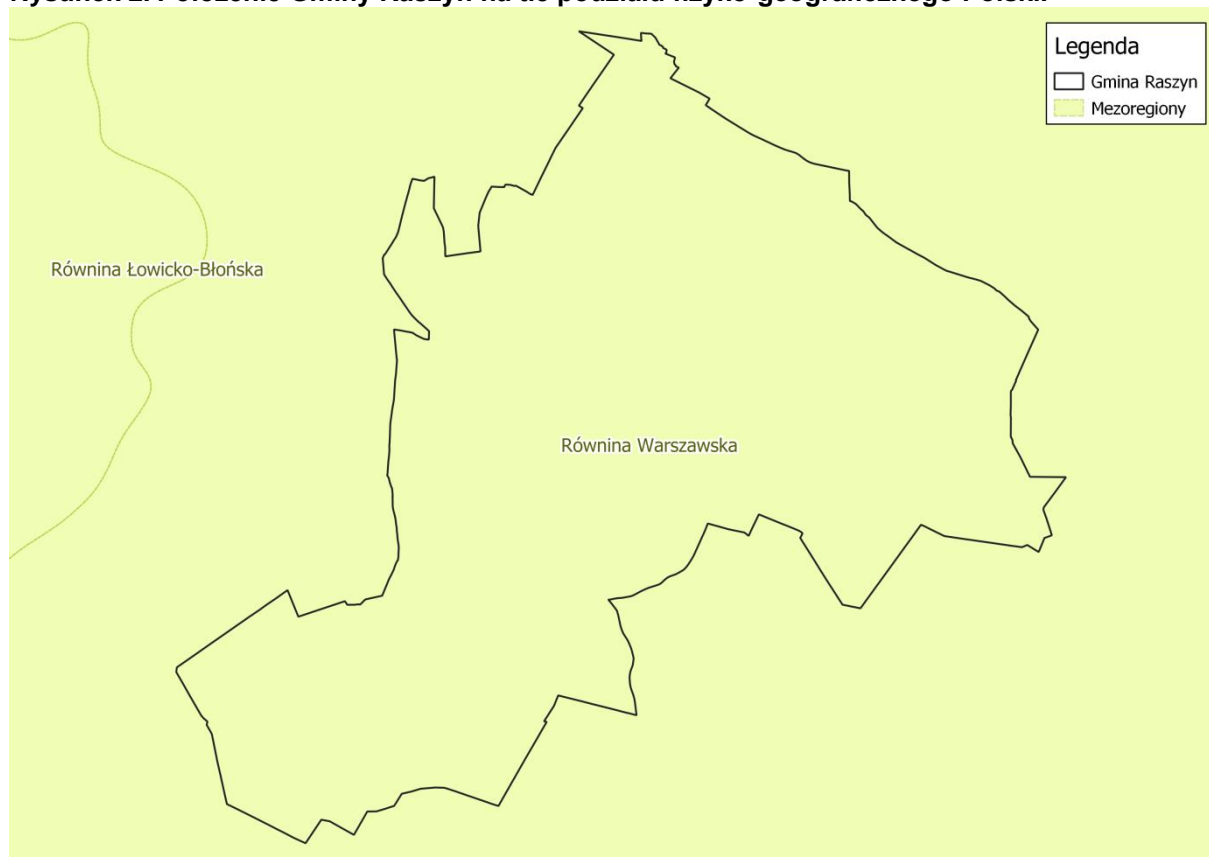 Rysunek 2. Położenie Gminy Raszyn na tle podziału fizyko-geograficznego Polski.
Legenda
Gmina Raszyn
Mezoregiony
Równina Łowicko-Błońska
Równina Warszawska